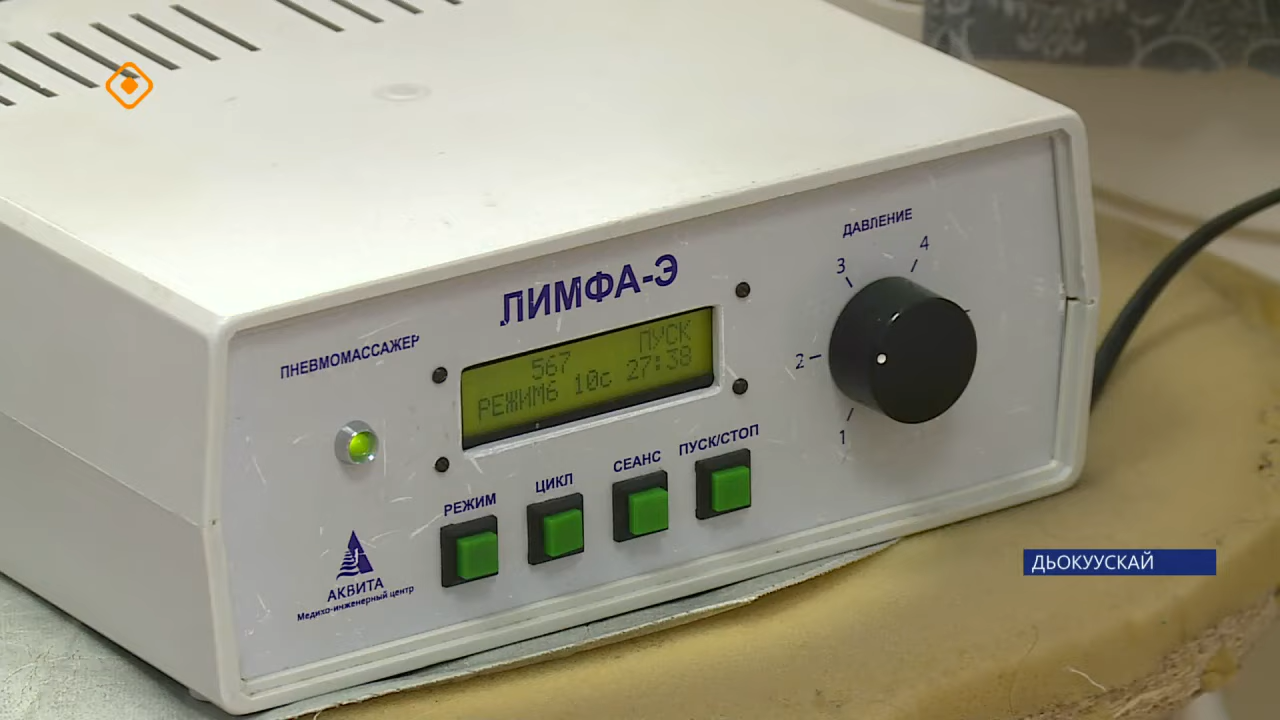 ДАВЛЕНИЕ
ЛИМФА-Э
4
3
ПНЕВМОМАССАЖЕР
567 ПУСК
2
РЕЖИМ6 10с 27:38
1
РЕЖИМ
ЦИКЛ
СЕАНС
ПУСК/СТОП
АКВИТА
Медико-инженерный центр
ДЬОКУУСКАЙ